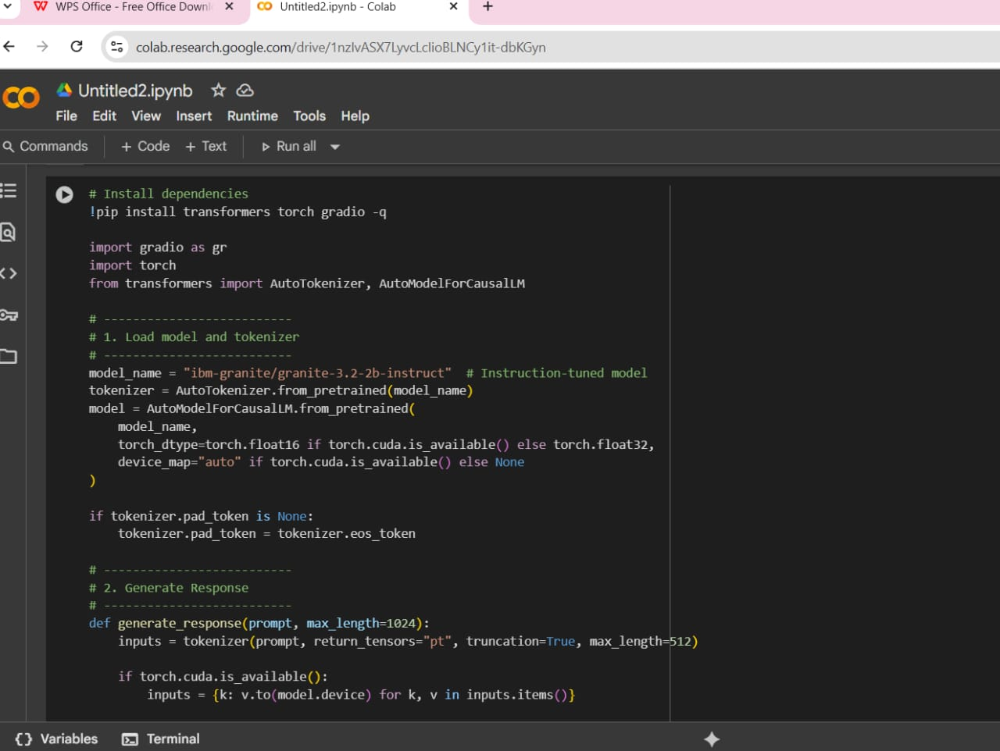 WPS Office - Free Office Downl
Untitled2.ipynb - Colab
colab.research.google.com/drive/1nzIvASX7LyvcLcIioBLNCy1it-dbKGyn
Untitled2.ipynb
File Edit View Insert Runtime Tools Help
Commands + Code + Text Run all
# Install dependencies
!pip install transformers torch gradio -q
import gradio as gr
import torch
from transformers import AutoTokenizer, AutoModelForCausalLM
# --------------------------
# 1. Load model and tokenizer
# --------------------------
model_name = "ibm-granite/granite-3.2-2b-instruct"  # Instruction-tuned model
tokenizer = AutoTokenizer.from_pretrained(model_name)
model = AutoModelForCausalLM.from_pretrained(
    model_name,
    torch_dtype=torch.float16 if torch.cuda.is_available() else torch.float32,
    device_map="auto" if torch.cuda.is_available() else None
)
if tokenizer.pad_token is None:
    tokenizer.pad_token = tokenizer.eos_token
# --------------------------
# 2. Generate Response
# --------------------------
def generate_response(prompt, max_length=1024):
    inputs = tokenizer(prompt, return_tensors="pt", truncation=True, max_length=512)
    if torch.cuda.is_available():
        inputs = {k: v.to(model.device) for k, v in inputs.items()}
{} Variables Terminal